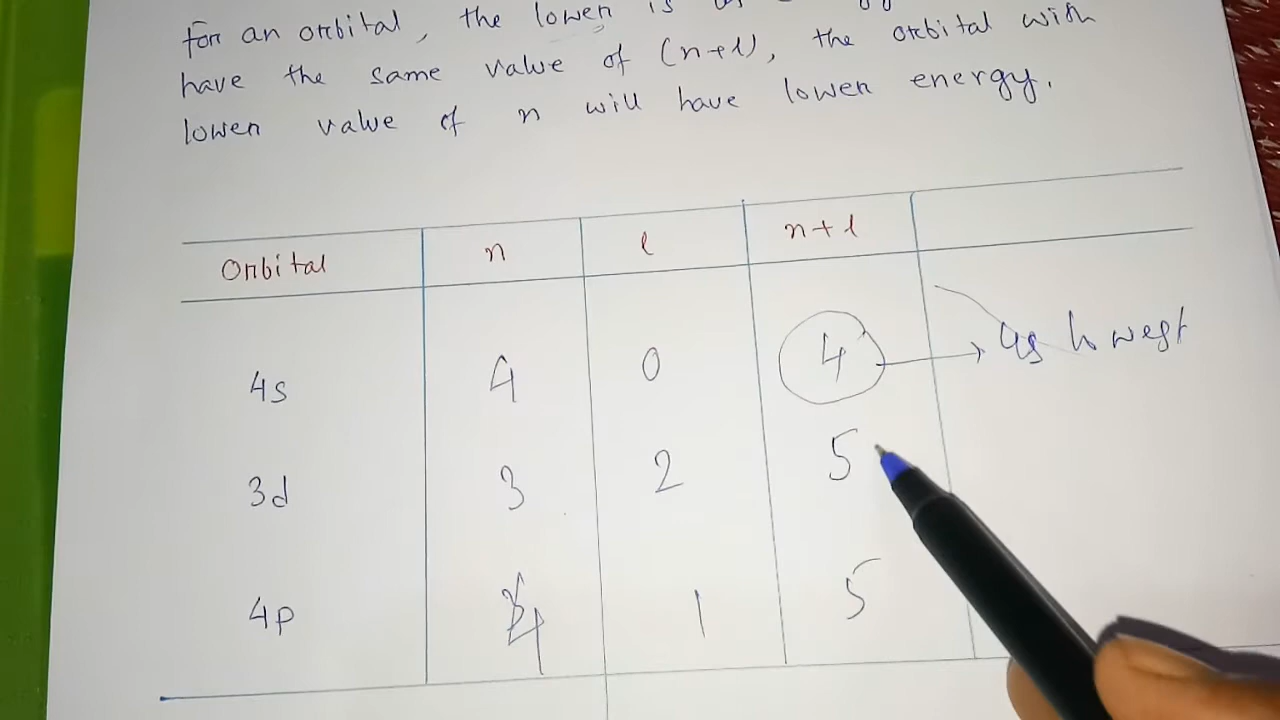 for an orbital, the lower is
have the same value of (n+l), the orbital with
lower value of n will have lower energy.
Orbital n l n+l
4s 4 0 4 → 4s lowest
3d 3 2 5
4p 4 1 5